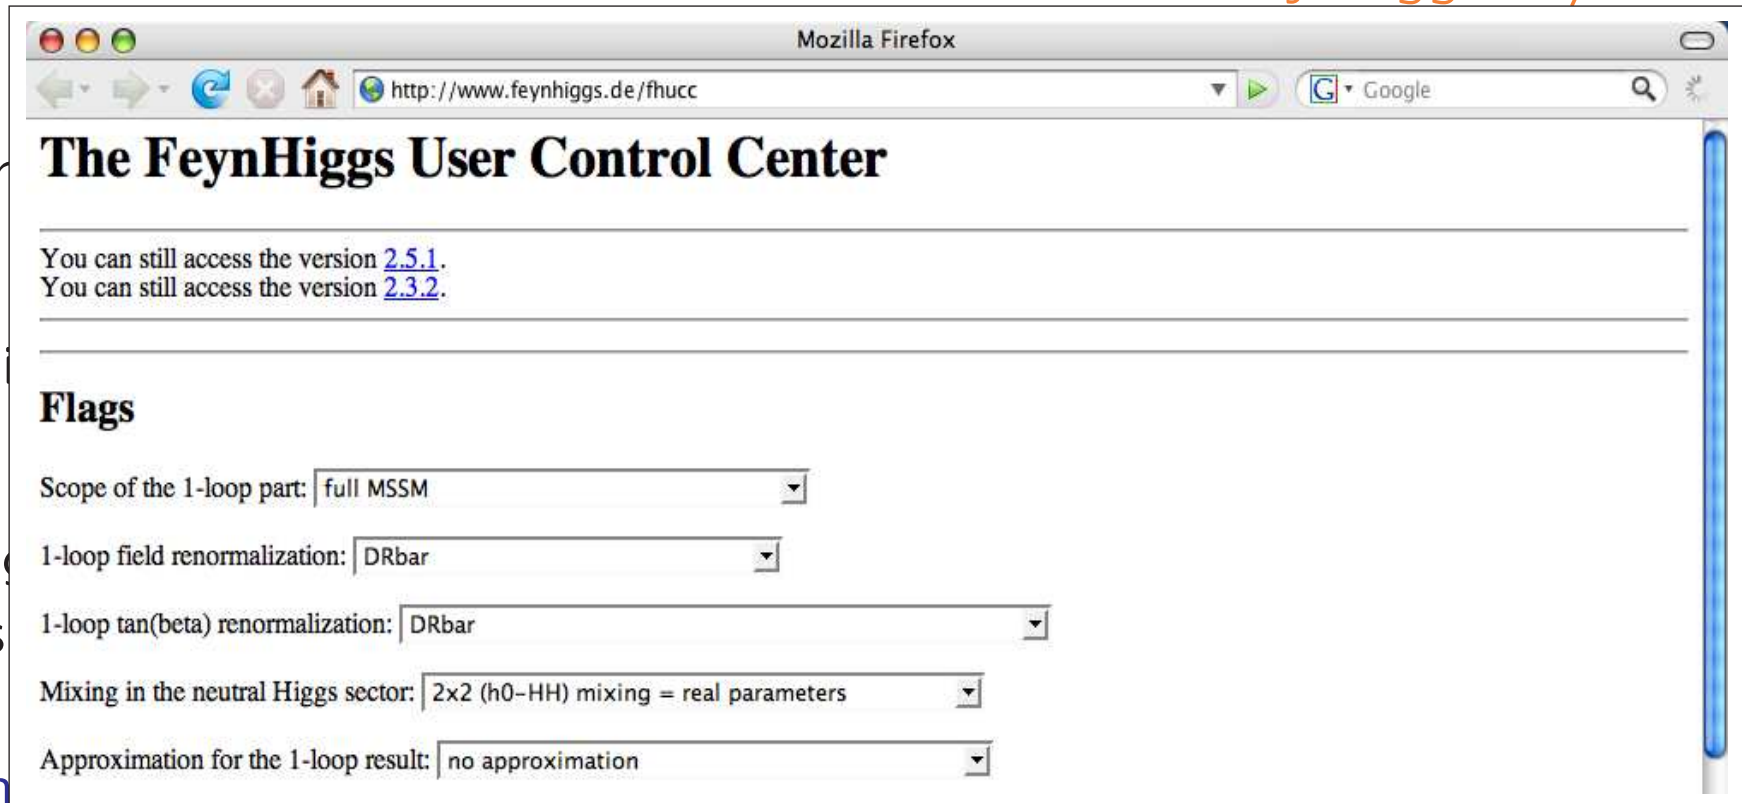 Mozilla Firefox
http://www.feynhiggs.de/fhucc
G Google
The FeynHiggs User Control Center
You can still access the version 2.5.1.
You can still access the version 2.3.2.
Flags
Scope of the 1-loop part: full MSSM
1-loop field renormalization: DRbar
1-loop tan(beta) renormalization: DRbar
Mixing in the neutral Higgs sector: 2x2 (h0-HH) mixing = real parameters
Approximation for the 1-loop result: no approximation